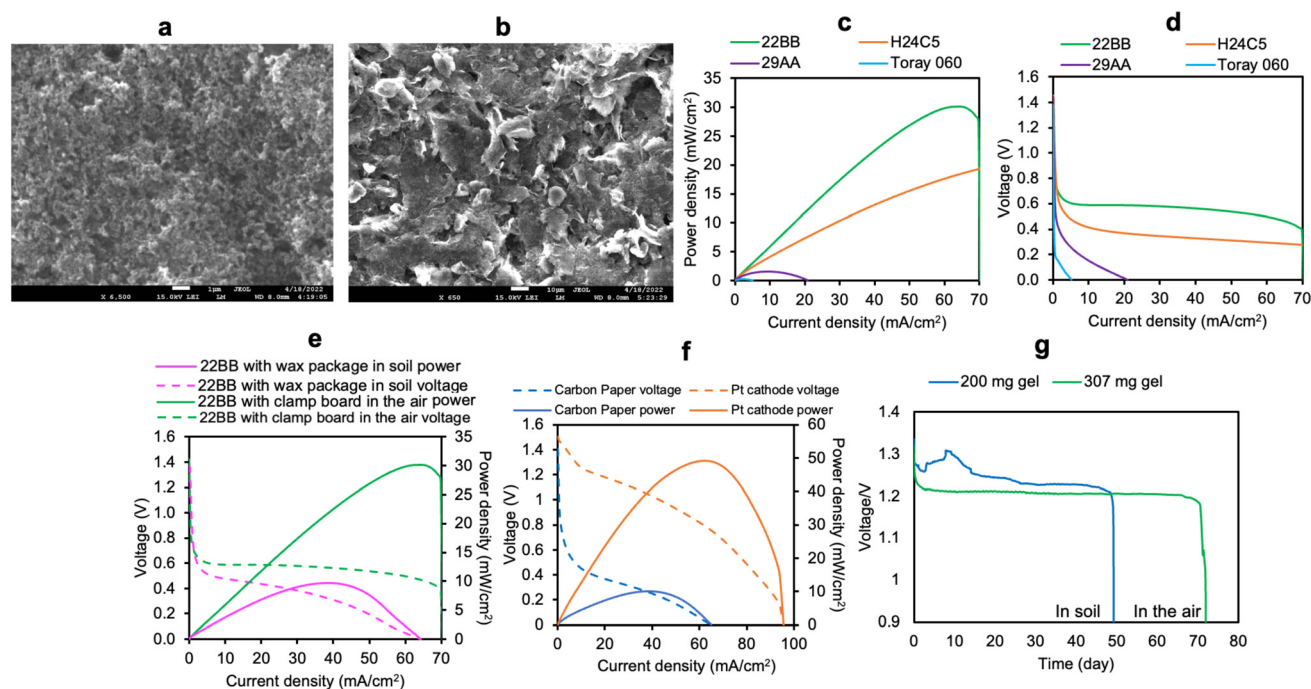 a
b
X 6,500 15.0kV LEI 1µm JEOL LM 4/18/2022 WD 8.0mm 4:19:05
X 650 15.0kV LEI 10µm JEOL LM 4/18/2022 WD 8.0mm 5:23:29
c
22BB H24C5
29AA Toray 060
Power density (mW/cm²)
35
30
25
20
15
10
5
0
0 10 20 30 40 50 60 70
Current density (mA/cm²)
d
22BB H24C5
29AA Toray 060
Voltage (V)
1.6
1.4
1.2
1.0
0.8
0.6
0.4
0.2
0.0
0 10 20 30 40 50 60 70
Current density (mA/cm²)
e
22BB with wax package in soil power
22BB with wax package in soil voltage
22BB with clamp board in the air power
22BB with clamp board in the air voltage
Voltage (V)
1.6 35
1.4 30
1.2 25
1.0 20
0.8 15
0.6 10
0.4 5
0.2 0
0.0
Power density (mW/cm²)
0 10 20 30 40 50 60 70
Current density (mA/cm²)
f
Carbon Paper voltage Pt cathode voltage
Carbon Paper power Pt cathode power
Voltage (V)
1.6 60
1.4 50
1.2 40
1 30
0.8 20
0.6 10
0.4 0
0.2
0
Power density (mW/cm²)
0 20 40 60 80 100
Current density (mA/cm²)
g
200 mg gel 307 mg gel
Voltage/V
1.4
1.3
1.2
1.1
1
0.9
In soil In the air
0 10 20 30 40 50 60 70 80
Time (day)